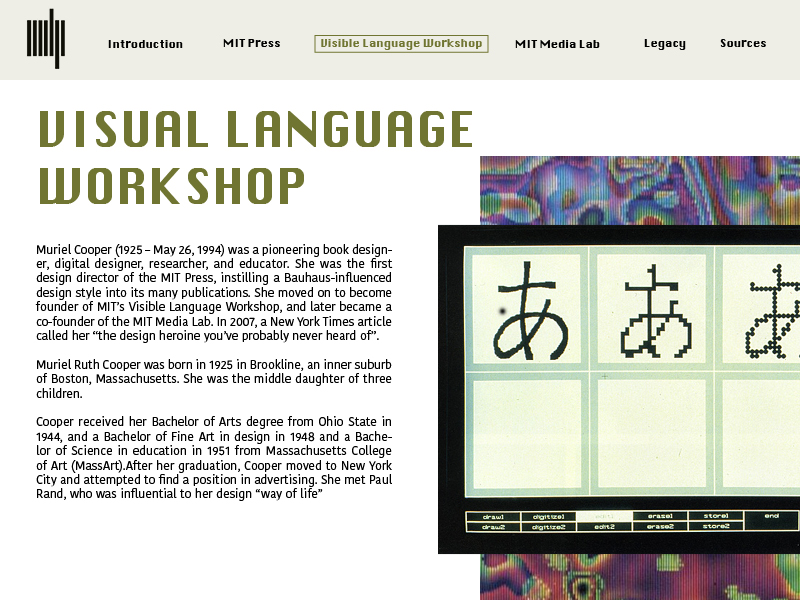 Introduction
MIT Press
Visible Language Workshop
MIT Media Lab
Legacy
Sources
VISUAL LANGUAGE
WORKSHOP
Muriel Cooper (1925 – May 26, 1994) was a pioneering book design-
er, digital designer, researcher, and educator. She was the first
design director of the MIT Press, instilling a Bauhaus-influenced
design style into its many publications. She moved on to become
founder of MIT's Visible Language Workshop, and later became a
co-founder of the MIT Media Lab. In 2007, a New York Times article
called her “the design heroine you've probably never heard of”.
Muriel Ruth Cooper was born in 1925 in Brookline, an inner suburb
of Boston, Massachusetts. She was the middle daughter of three
children.
Cooper received her Bachelor of Arts degree from Ohio State in
1944, and a Bachelor of Fine Art in design in 1948 and a Bache-
lor of Science in education in 1951 from Massachusetts College
of Art (MassArt).After her graduation, Cooper moved to New York
City and attempted to find a position in advertising. She met Paul
Rand, who was influential to her design “way of life”
あ あ あ
draw1 digitize1 edit1 erase1 store1 end
draw2 digitize2 edit2 erase2 store2